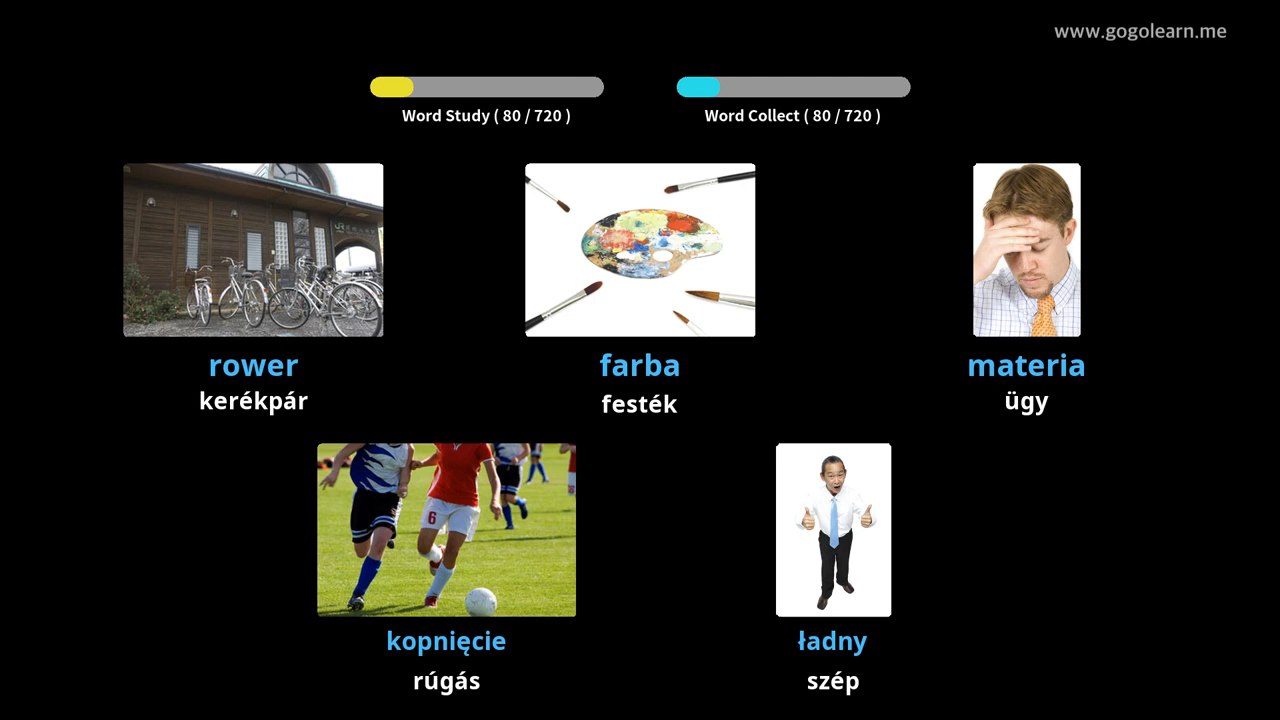 www.gogolearn.me
Word Study ( 80 / 720 )
Word Collect ( 80 / 720 )
rower
kerékpár
farba
festék
materia
ügy
6
kopnięcie
rúgás
ładny
szép